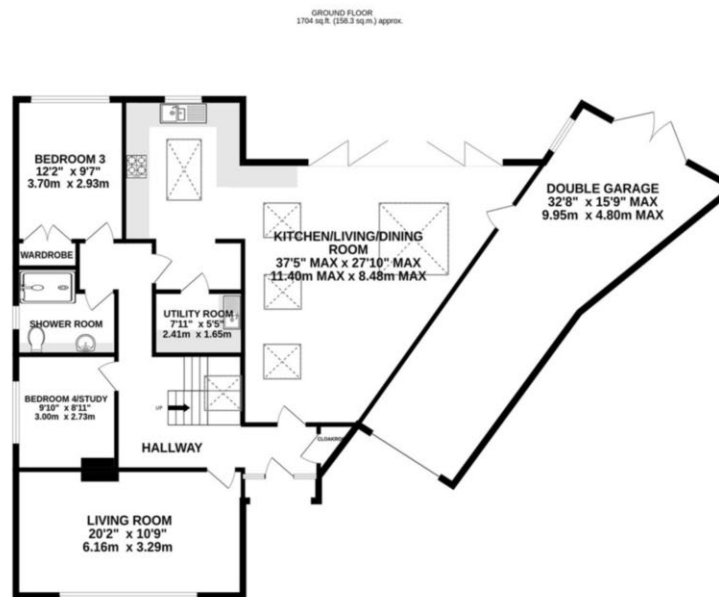 GROUND FLOOR
1704 sq.ft. (158.3 sq.m.) approx.
BEDROOM 3
12'2" x 9'7"
3.70m x 2.93m
WARDROBE
SHOWER ROOM
BEDROOM 4/STUDY
9'10" x 8'11"
3.00m x 2.73m
UTILITY ROOM
7'11" x 5'5"
2.41m x 1.65m
UP
HALLWAY
LIVING ROOM
20'2" x 10'9"
6.16m x 3.29m
KITCHEN/LIVING/DINING
ROOM
37'5" MAX x 27'10" MAX
11.40m MAX x 8.48m MAX
DOUBLE GARAGE
32'8" x 15'9" MAX
9.95m x 4.80m MAX